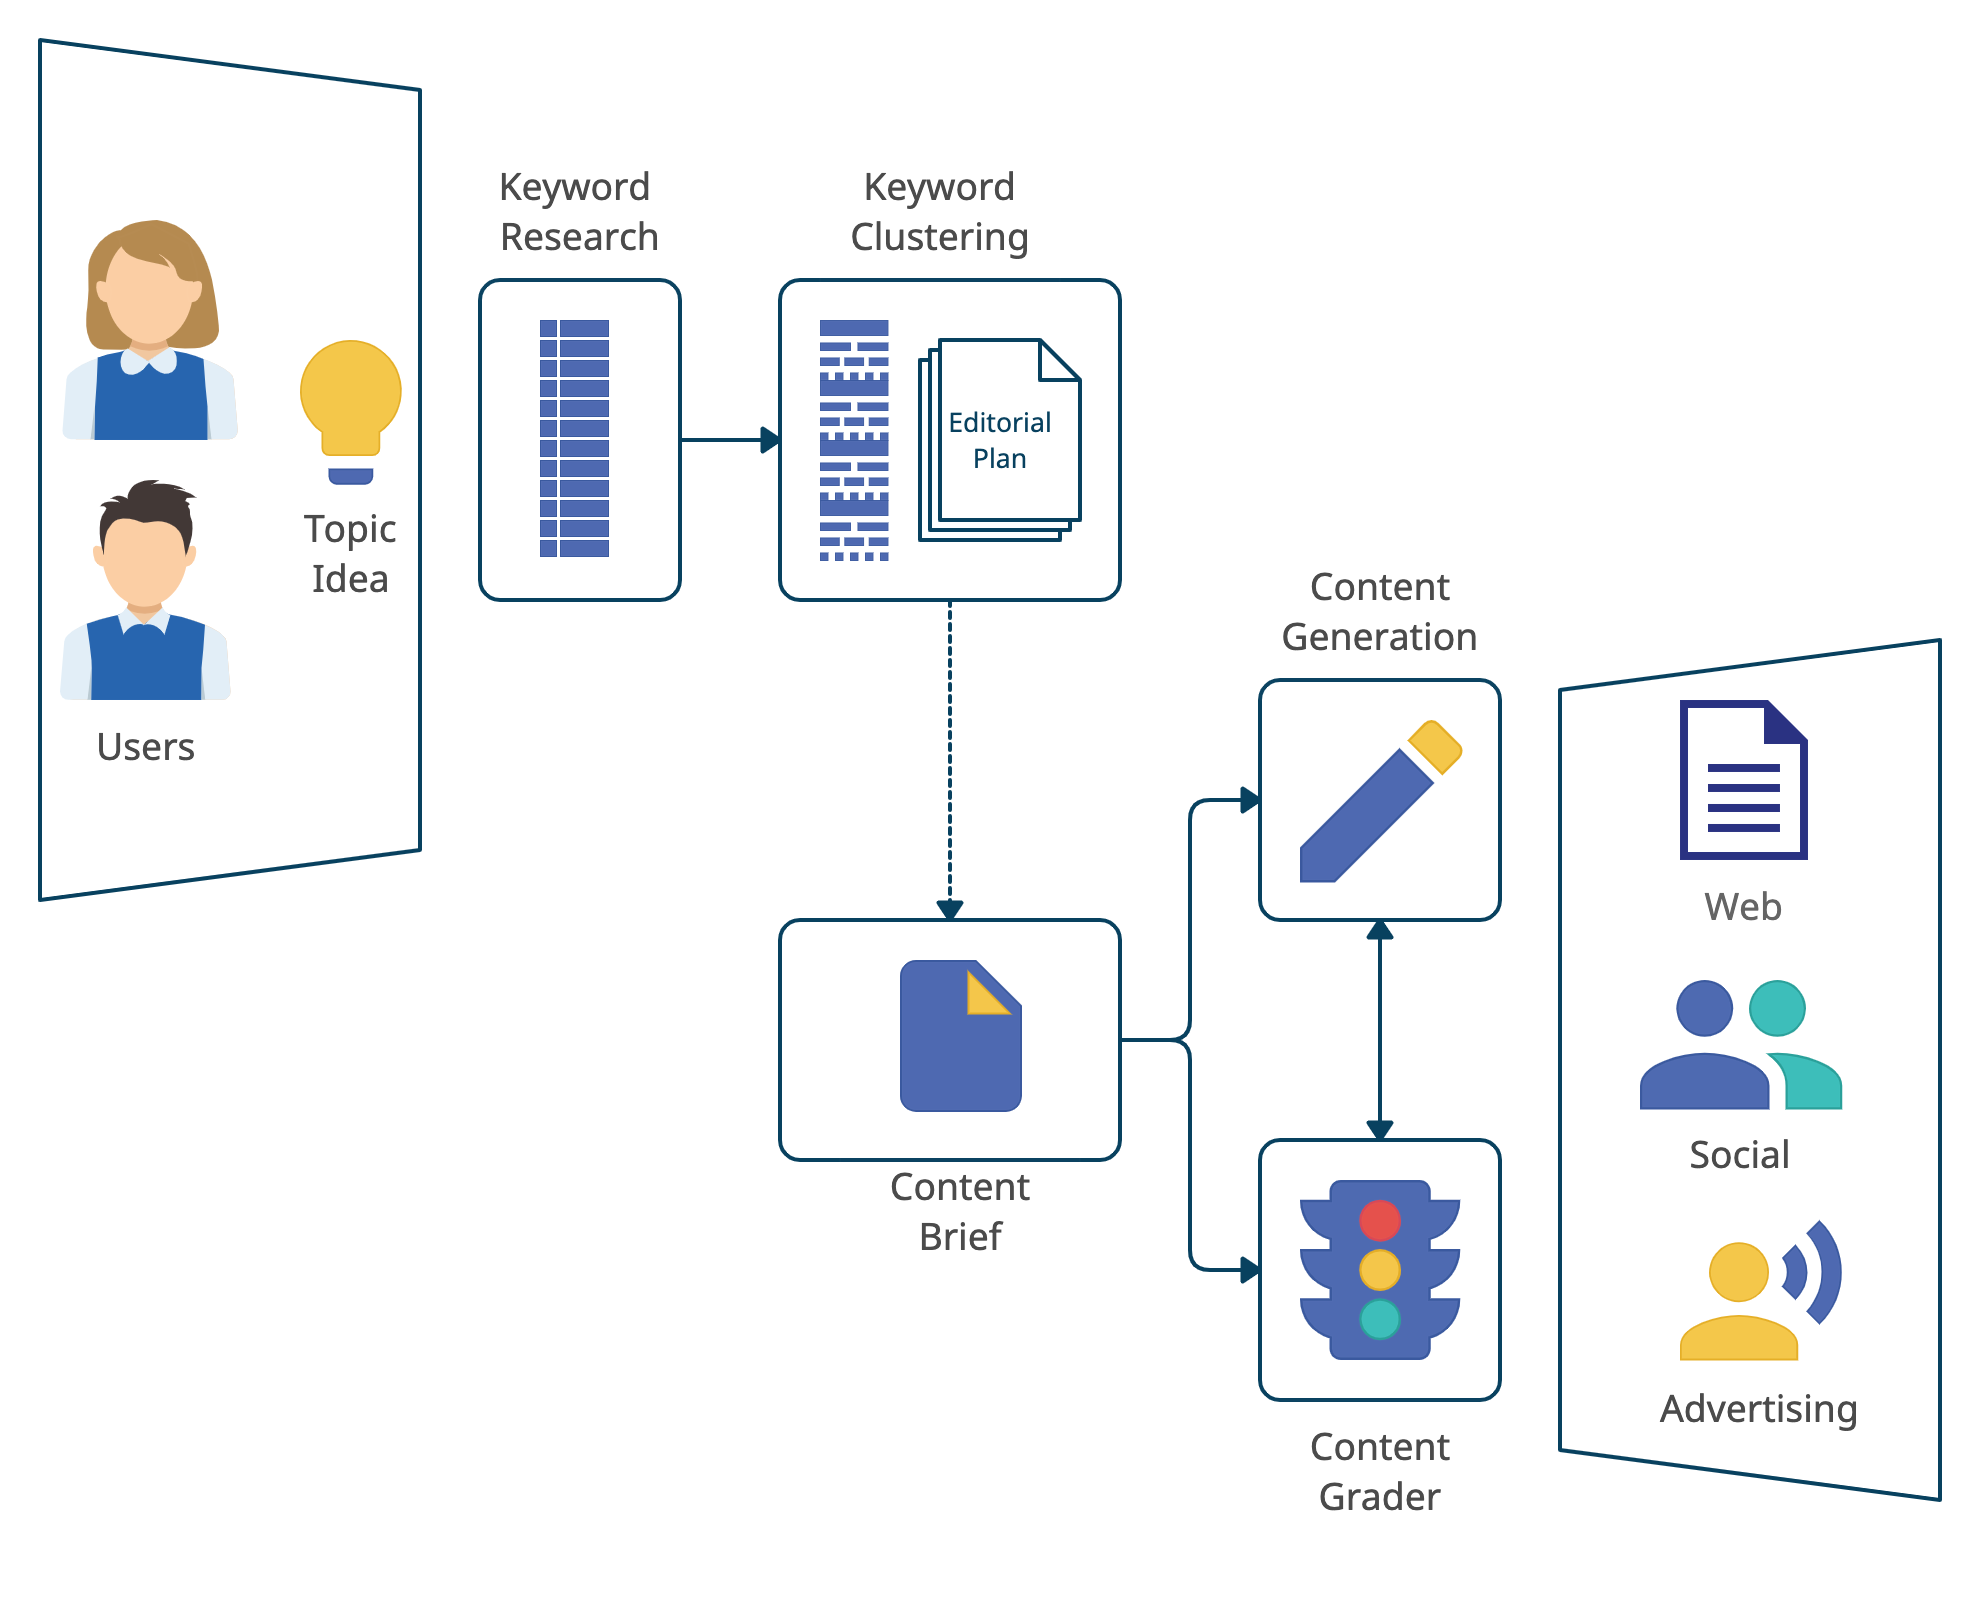 Users
Topic
Idea
Keyword
Research
Keyword
Clustering
Editorial
Plan
Content
Brief
Content
Generation
Content
Grader
Web
Social
Advertising